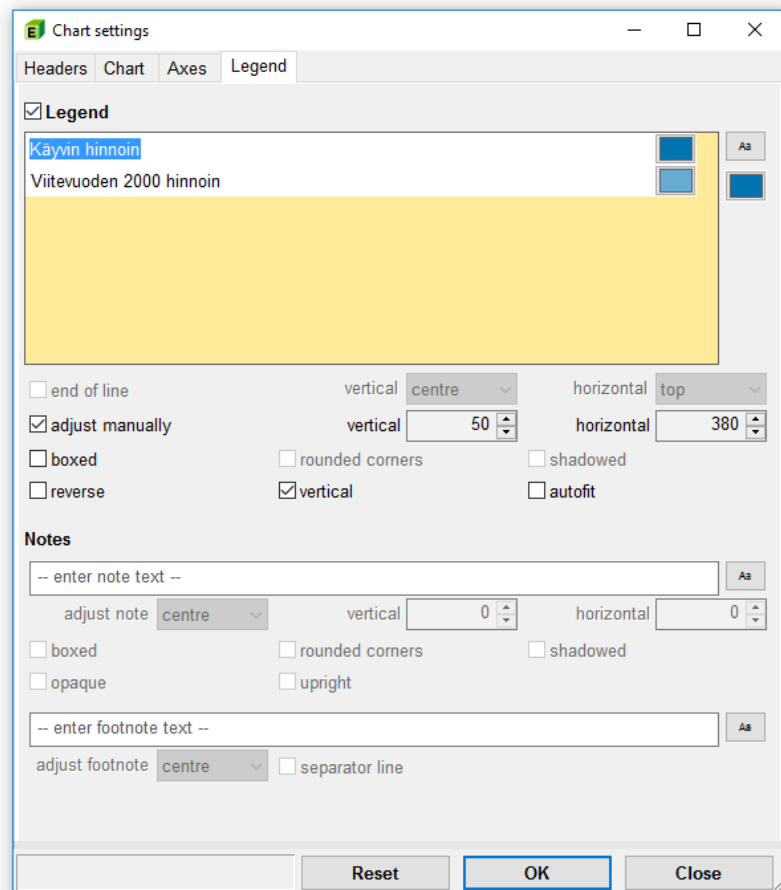 E Chart settings
Headers Chart Axes Legend
Legend
Käyvin hinnoin
Aa
Viitevuoden 2000 hinnoin
end of line vertical centre horizontal top
adjust manually vertical 50 horizontal 380
boxed rounded corners shadowed
reverse vertical autofit
Notes
-- enter note text -- Aa
adjust note centre vertical 0 horizontal 0
boxed rounded corners shadowed
opaque upright
-- enter footnote text -- Aa
adjust footnote centre separator line
Reset OK Close